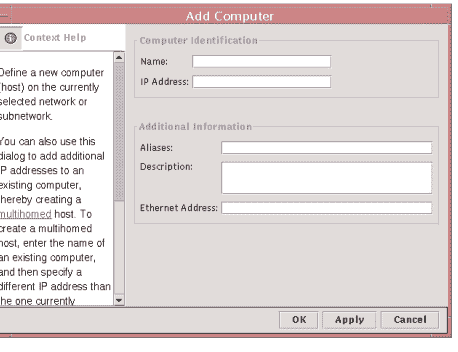 Add Computer
Context Help
Define a new computer
(host) on the currently
selected network or
subnetwork.
You can also use this
dialog to add additional
IP addresses to an
existing computer,
thereby creating a
multihomed host. To
create a multihomed
host, enter the name of
an existing computer,
and then specify a
different IP address than
the one currently
Computer Identification
Name:
IP Address:
Additional Information
Aliases:
Description:
Ethernet Address:
OK Apply Cancel